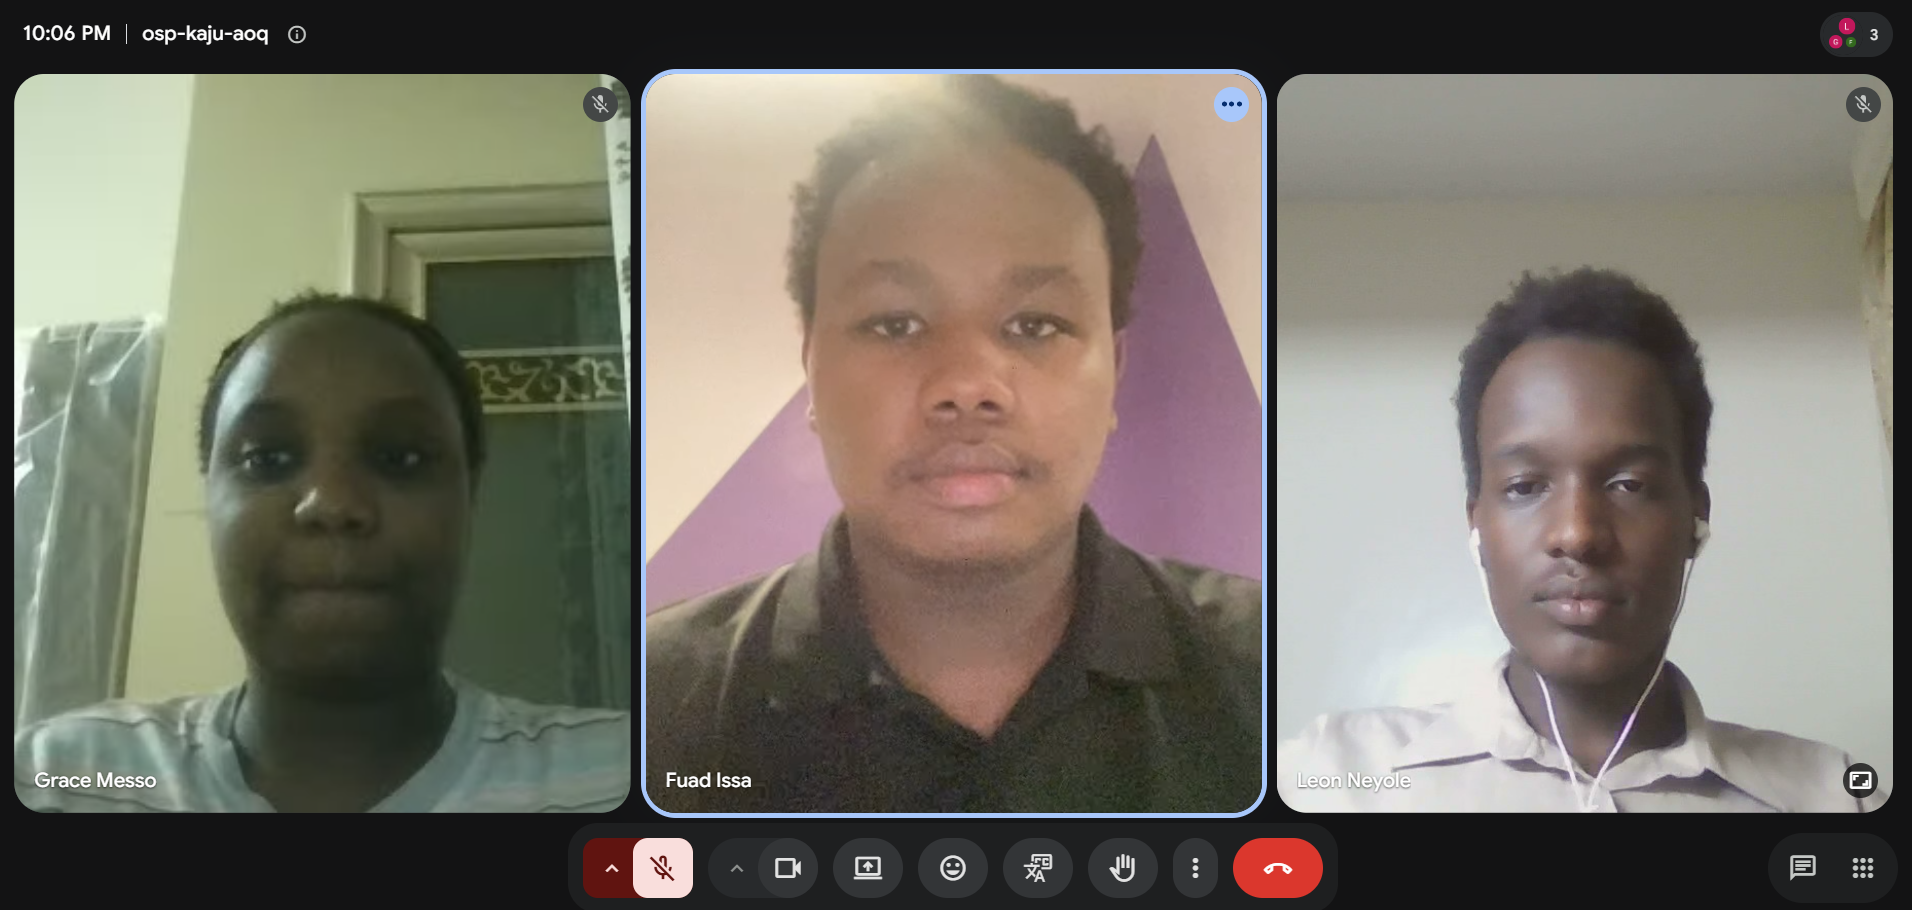 10:06 PM | osp-kaju-aoq
L
G F
3
Grace Messo
Fuad Issa
Leon Neyole